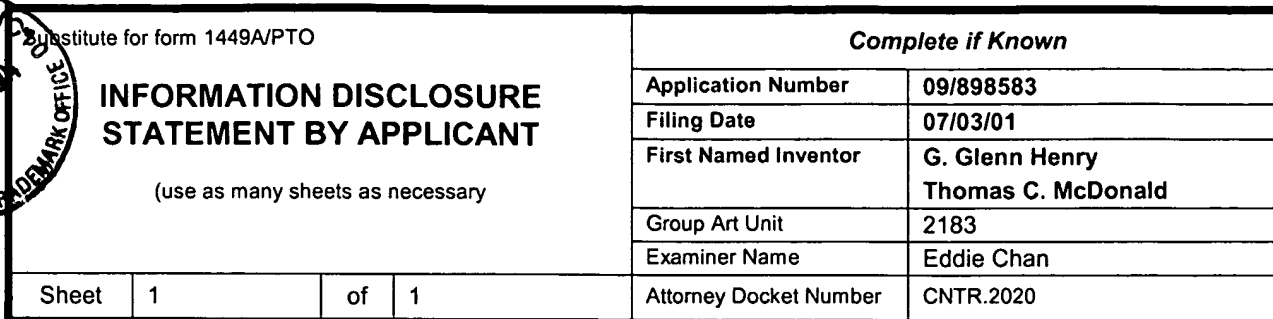 Substitute for form 1449A/PTO
INFORMATION DISCLOSURE
STATEMENT BY APPLICANT
(use as many sheets as necessary
Sheet 1 of 1
Complete if Known
Application Number 09/898583
Filing Date 07/03/01
First Named Inventor G. Glenn Henry
Thomas C. McDonald
Group Art Unit 2183
Examiner Name Eddie Chan
Attorney Docket Number CNTR.2020
TRADEMARK OFFICE